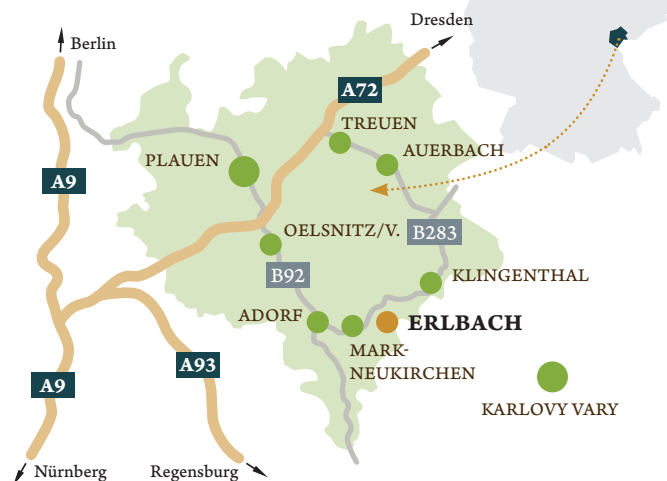 Dresden
Berlin
A72
TREUEN
AUERBACH
PLAUEN
A9
OELSNITZ/V.
B283
B92
KLINGENTHAL
ADORF
ERLBACH
MARK-
NEUKIRCHEN
A93
A9
KARLOVY VARY
Nürnberg
Regensburg